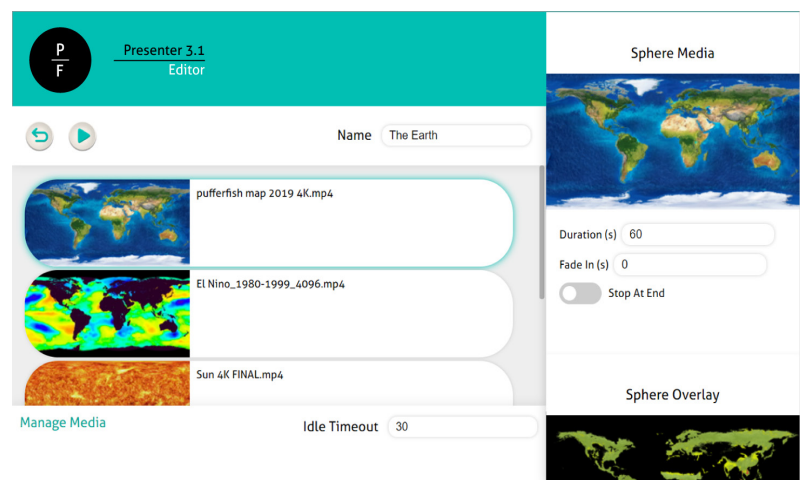 P
F
Presenter 3.1
Editor
Name
The Earth
pufferfish map 2019 4K.mp4
El Nino_1980-1999_4096.mp4
Sun 4K FINAL.mp4
Manage Media
Idle Timeout
30
Sphere Media
Duration (s)
60
Fade In (s)
0
Stop At End
Sphere Overlay